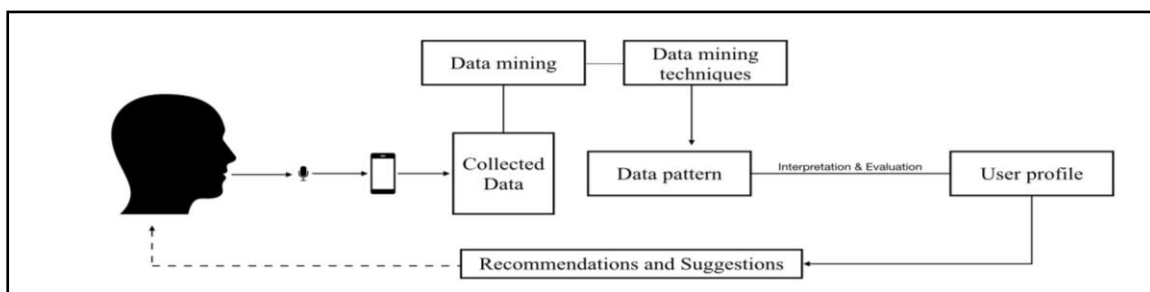 Data mining
Data mining
techniques
Collected
Data
Data pattern
Interpretation & Evaluation
User profile
Recommendations and Suggestions